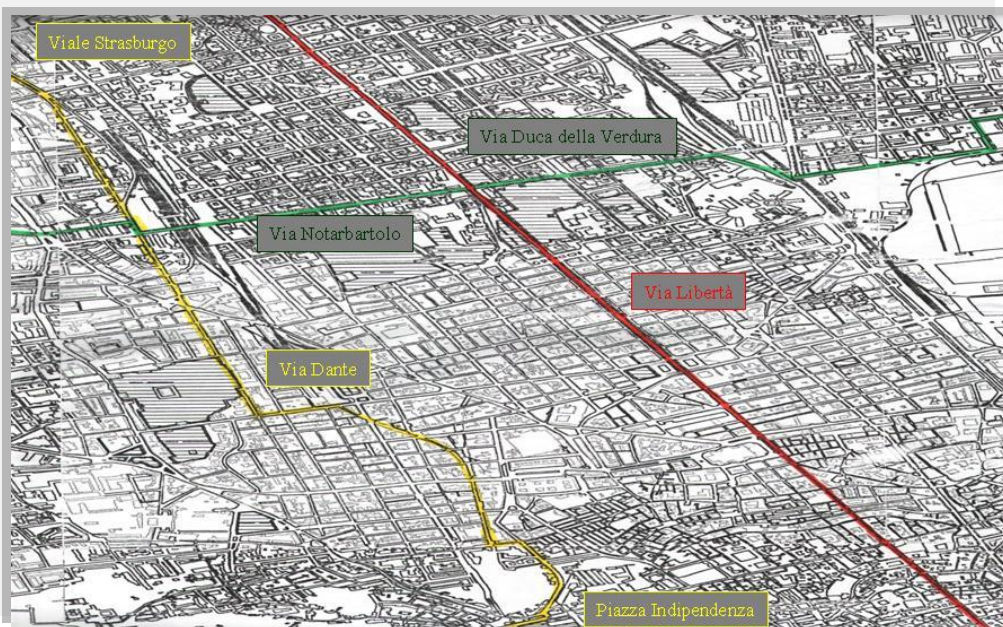 Viale Strasburgo
Via Duca della Verdura
Via Notarbartolo
Via Libertà
Via Dante
Piazza Indipendenza